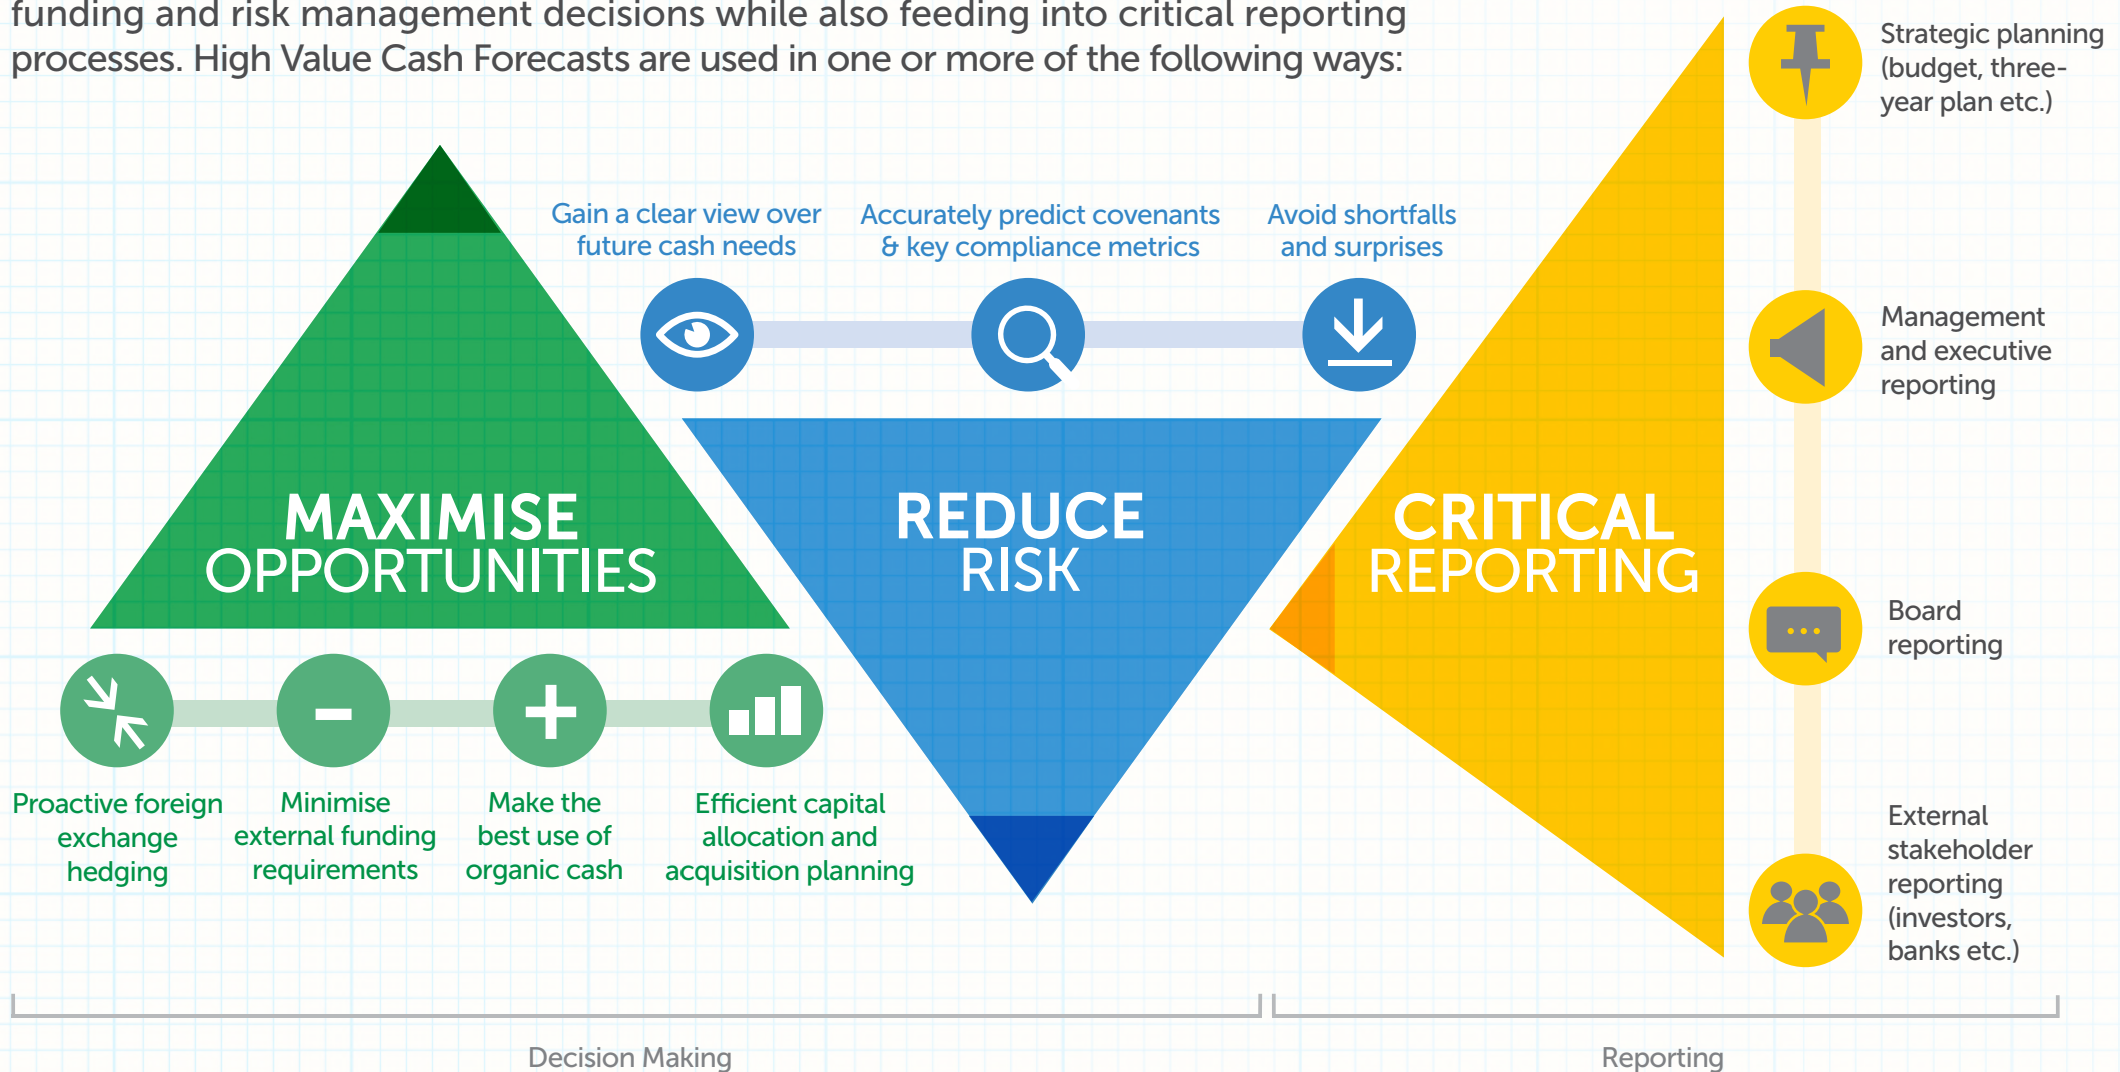 funding and risk management decisions while also feeding into critical reporting
processes. High Value Cash Forecasts are used in one or more of the following ways:
MAXIMISE
OPPORTUNITIES
Proactive foreign
exchange
hedging
Minimise
external funding
requirements
Make the
best use of
organic cash
Efficient capital
allocation and
acquisition planning
Gain a clear view over
future cash needs
Accurately predict covenants
& key compliance metrics
Avoid shortfalls
and surprises
REDUCE
RISK
CRITICAL
REPORTING
Strategic planning
(budget, three-
year plan etc.)
Management
and executive
reporting
Board
reporting
External
stakeholder
reporting
(investors,
banks etc.)
Decision Making
Reporting